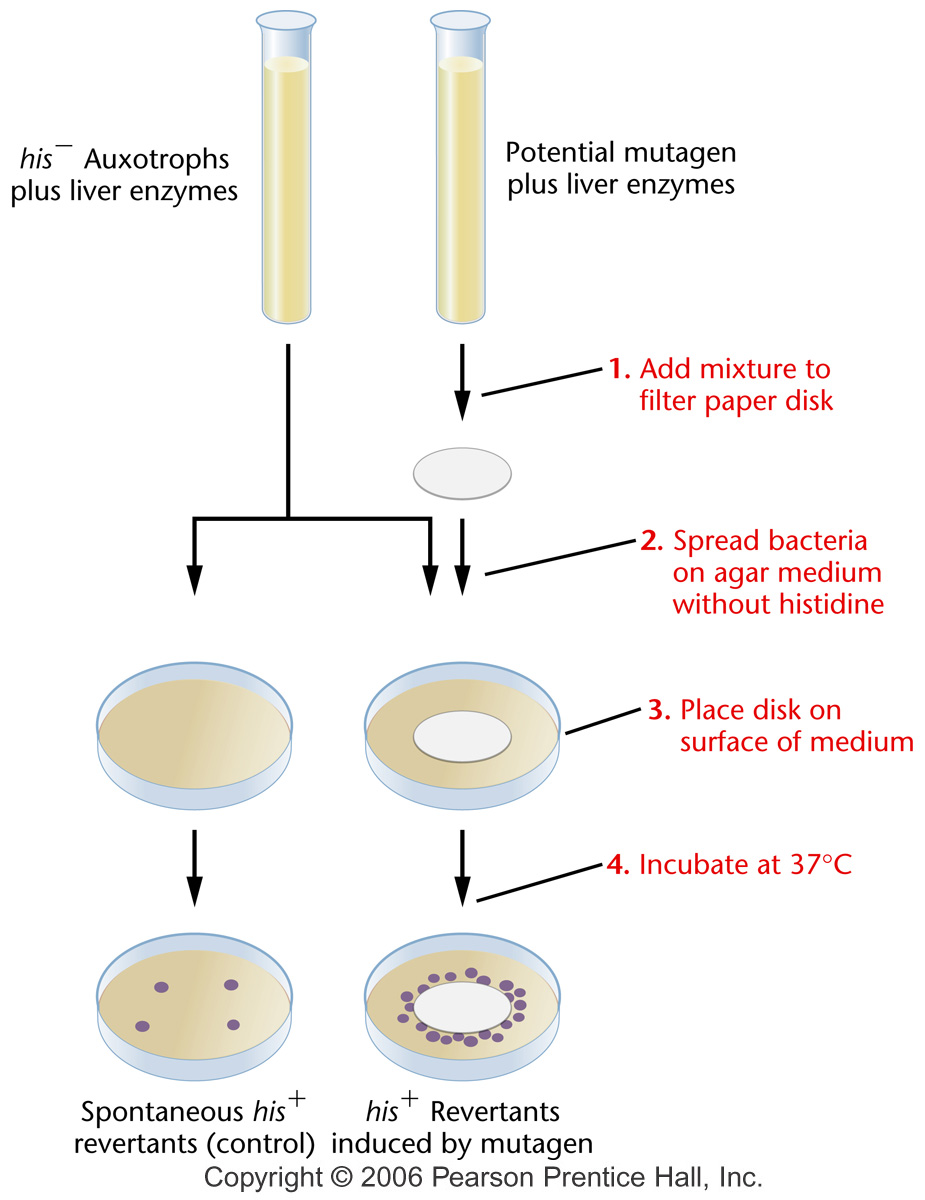 his− Auxotrophs
plus liver enzymes
Potential mutagen
plus liver enzymes
1. Add mixture to
filter paper disk
2. Spread bacteria
on agar medium
without histidine
3. Place disk on
surface of medium
4. Incubate at 37°C
Spontaneous his+
revertants (control)
his+ Revertants
induced by mutagen
Copyright © 2006 Pearson Prentice Hall, Inc.